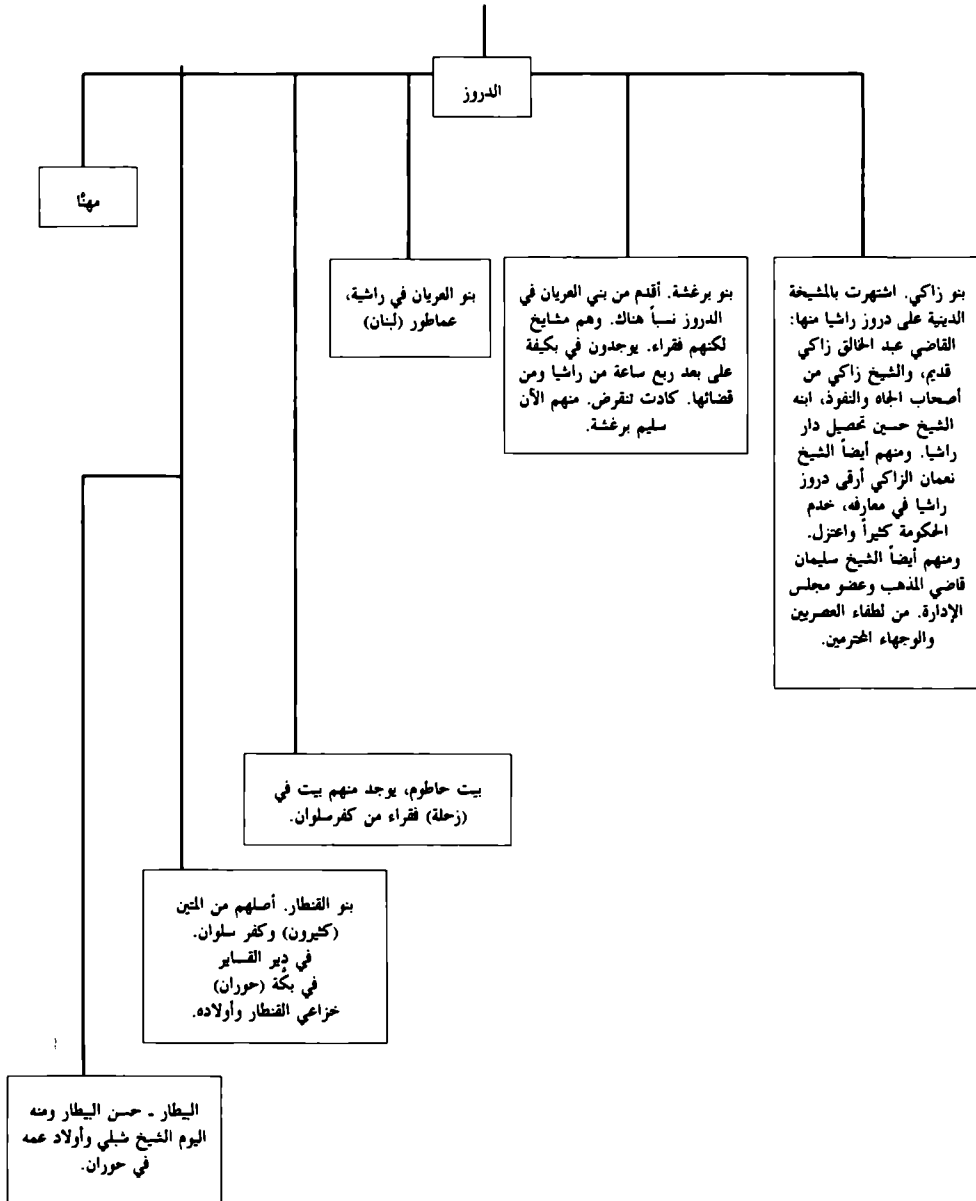 الدروز
مهنّا
بنو زاكي. اشتهرت بالمشيخة
الدينية على دروز راشيا منها:
القاضي عبد الخالق زاكي
قديم، والشيخ زاكي من
أصحاب الجاه والنفوذ، ابنه
الشيخ حسين تحصيل دار
راشيا. ومنهم أيضاً الشيخ
نعمان الزاكي أرقى دروز
راشيا في معارفه، خدم
الحكومة كثيراً واعتزل.
ومنهم أيضاً الشيخ سليمان
قاضي المذهب وعضو مجلس
الإدارة. من لطفاء العصريين
والوجهاء المحترمين.
بنو برغشة. أقدم من بني العريان في
الدروز نسباً هناك. وهم مشايخ
لكنهم فقراء. يوجدون في بكيفة
على بعد ربع ساعة من راشيا ومن
قضائها. كادت تنقرض. منهم الآن
سليم برغشة.
بنو العريان في راشية،
عماطور (لبنان)
بيت حاطوم، يوجد منهم بيت في
(زحلة) فقراء من كفرسلوان.
بنو القنطار. أصلهم من المتين
(كثيرون) وكفر سلوان.
في دير القساير
في بكّة (حوران)
خزاعي القنطار وأولاده.
البيطار ـ حسن البيطار ومنه
اليوم الشيخ شبلي وأولاد عمه
في حوران.